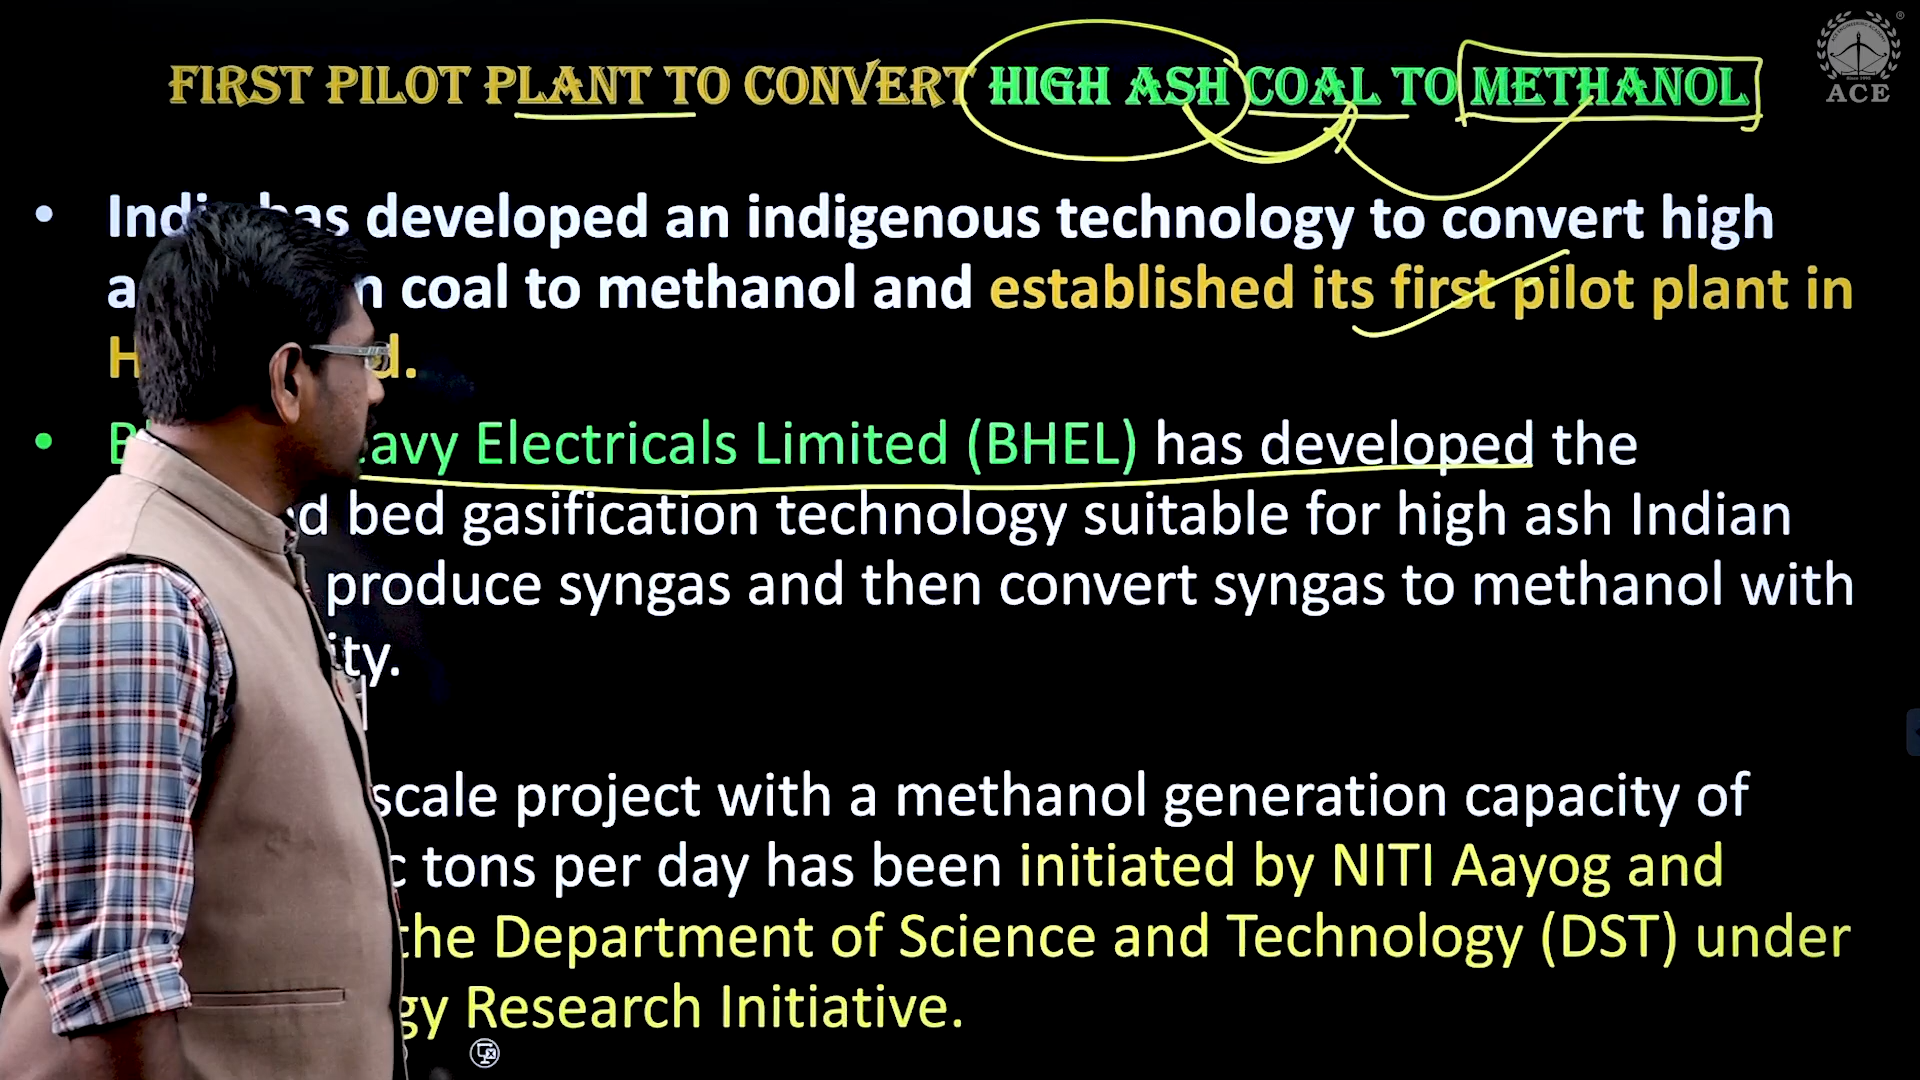 FIRST PILOT PLANT TO CONVERT HIGH ASH COAL TO METHANOL
ACE
has developed an indigenous technology to convert high
coal to methanol and established its first pilot plant in
Electricals Limited (BHEL) has developed the
bed gasification technology suitable for high ash Indian
produce syngas and then convert syngas to methanol with
scale project with a methanol generation capacity of
tons per day has been initiated by NITI Aayog and
the Department of Science and Technology (DST) under
Research Initiative.